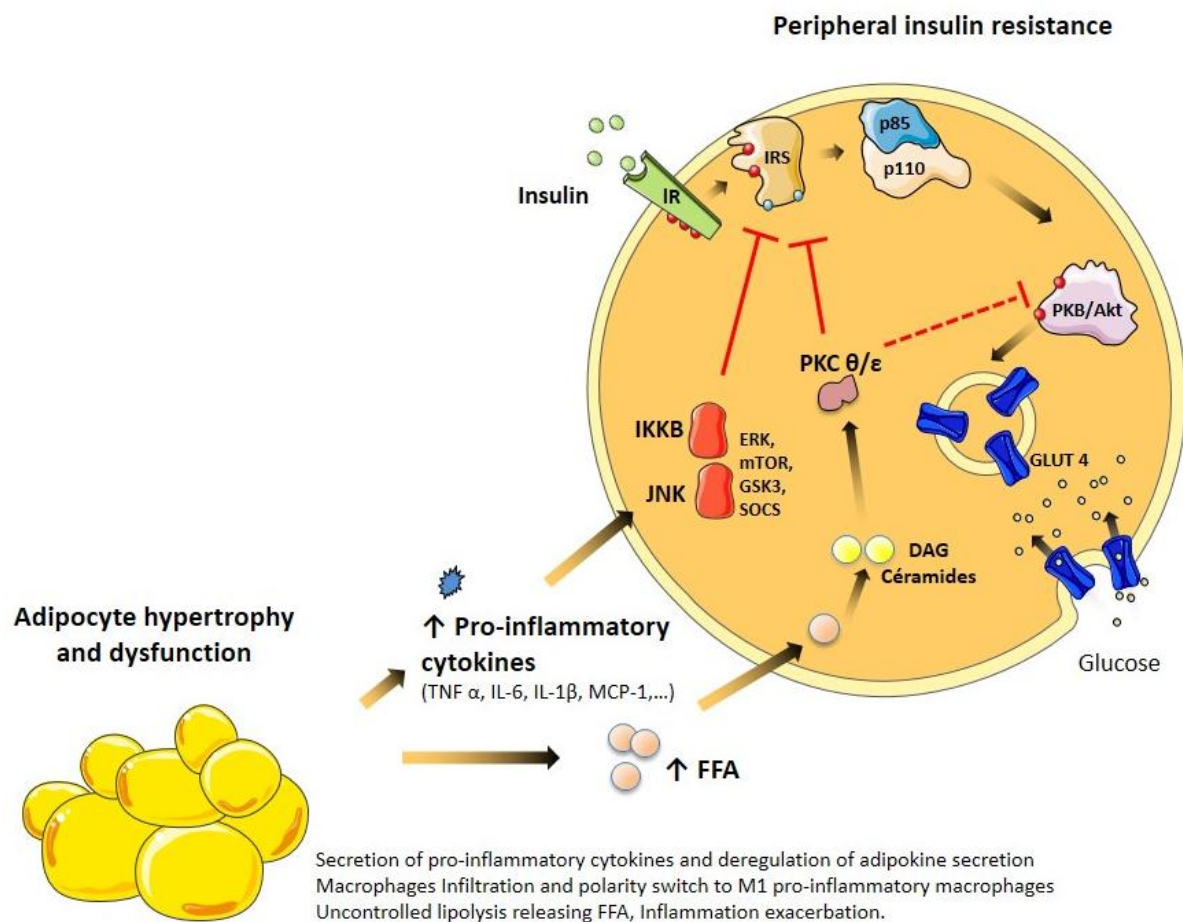 Peripheral insulin resistance
Insulin
IR
IRS
p85
p110
PKB/Akt
PKC θ/ε
IKKB
JNK
ERK,
mTOR,
GSK3,
SOCS
GLUT 4
DAG
Céramides
Glucose
Adipocyte hypertrophy
and dysfunction
↑ Pro-inflammatory
cytokines
(TNF α, IL-6, IL-1β, MCP-1,...)
↑ FFA
Secretion of pro-inflammatory cytokines and deregulation of adipokine secretion
Macrophages Infiltration and polarity switch to M1 pro-inflammatory macrophages
Uncontrolled lipolysis releasing FFA, Inflammation exacerbation.